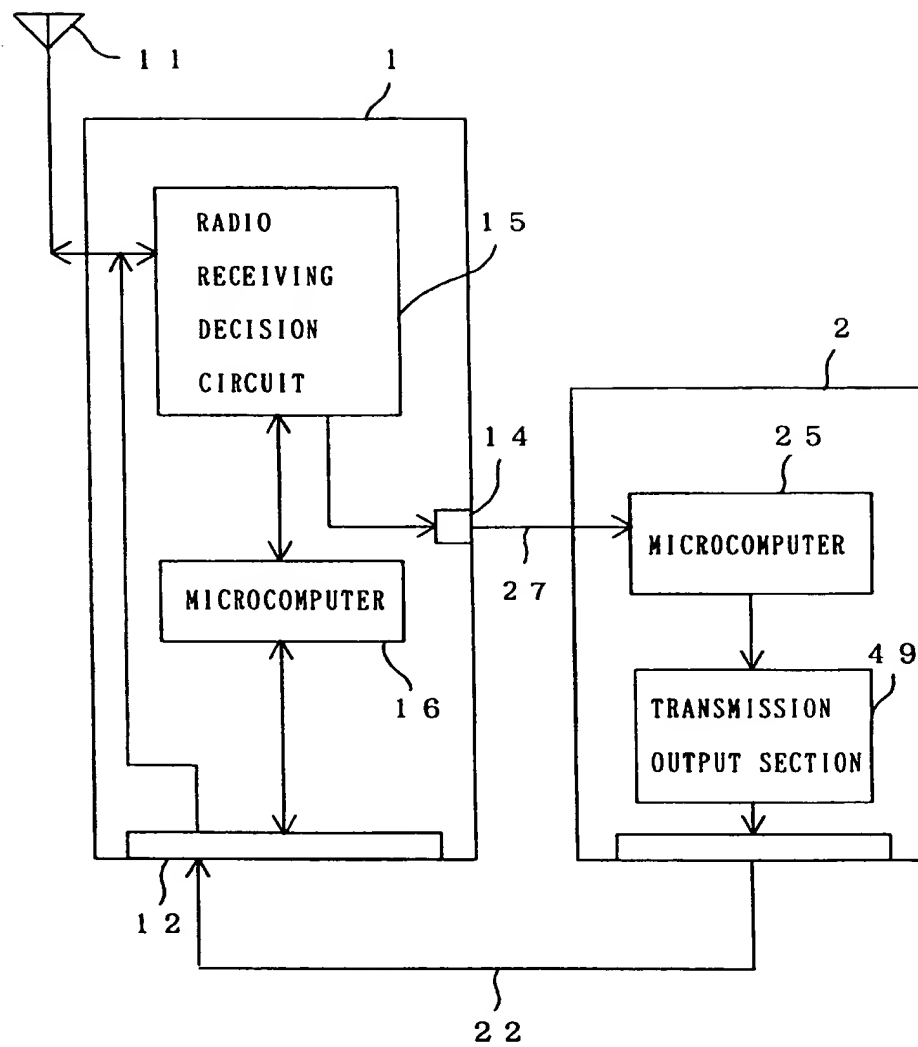 11
1
RADIO
RECEIVING
DECISION
CIRCUIT
15
2
14
25
MICROCOMPUTER
27
MICROCOMPUTER
16
49
TRANSMISSION
OUTPUT SECTION
12
22